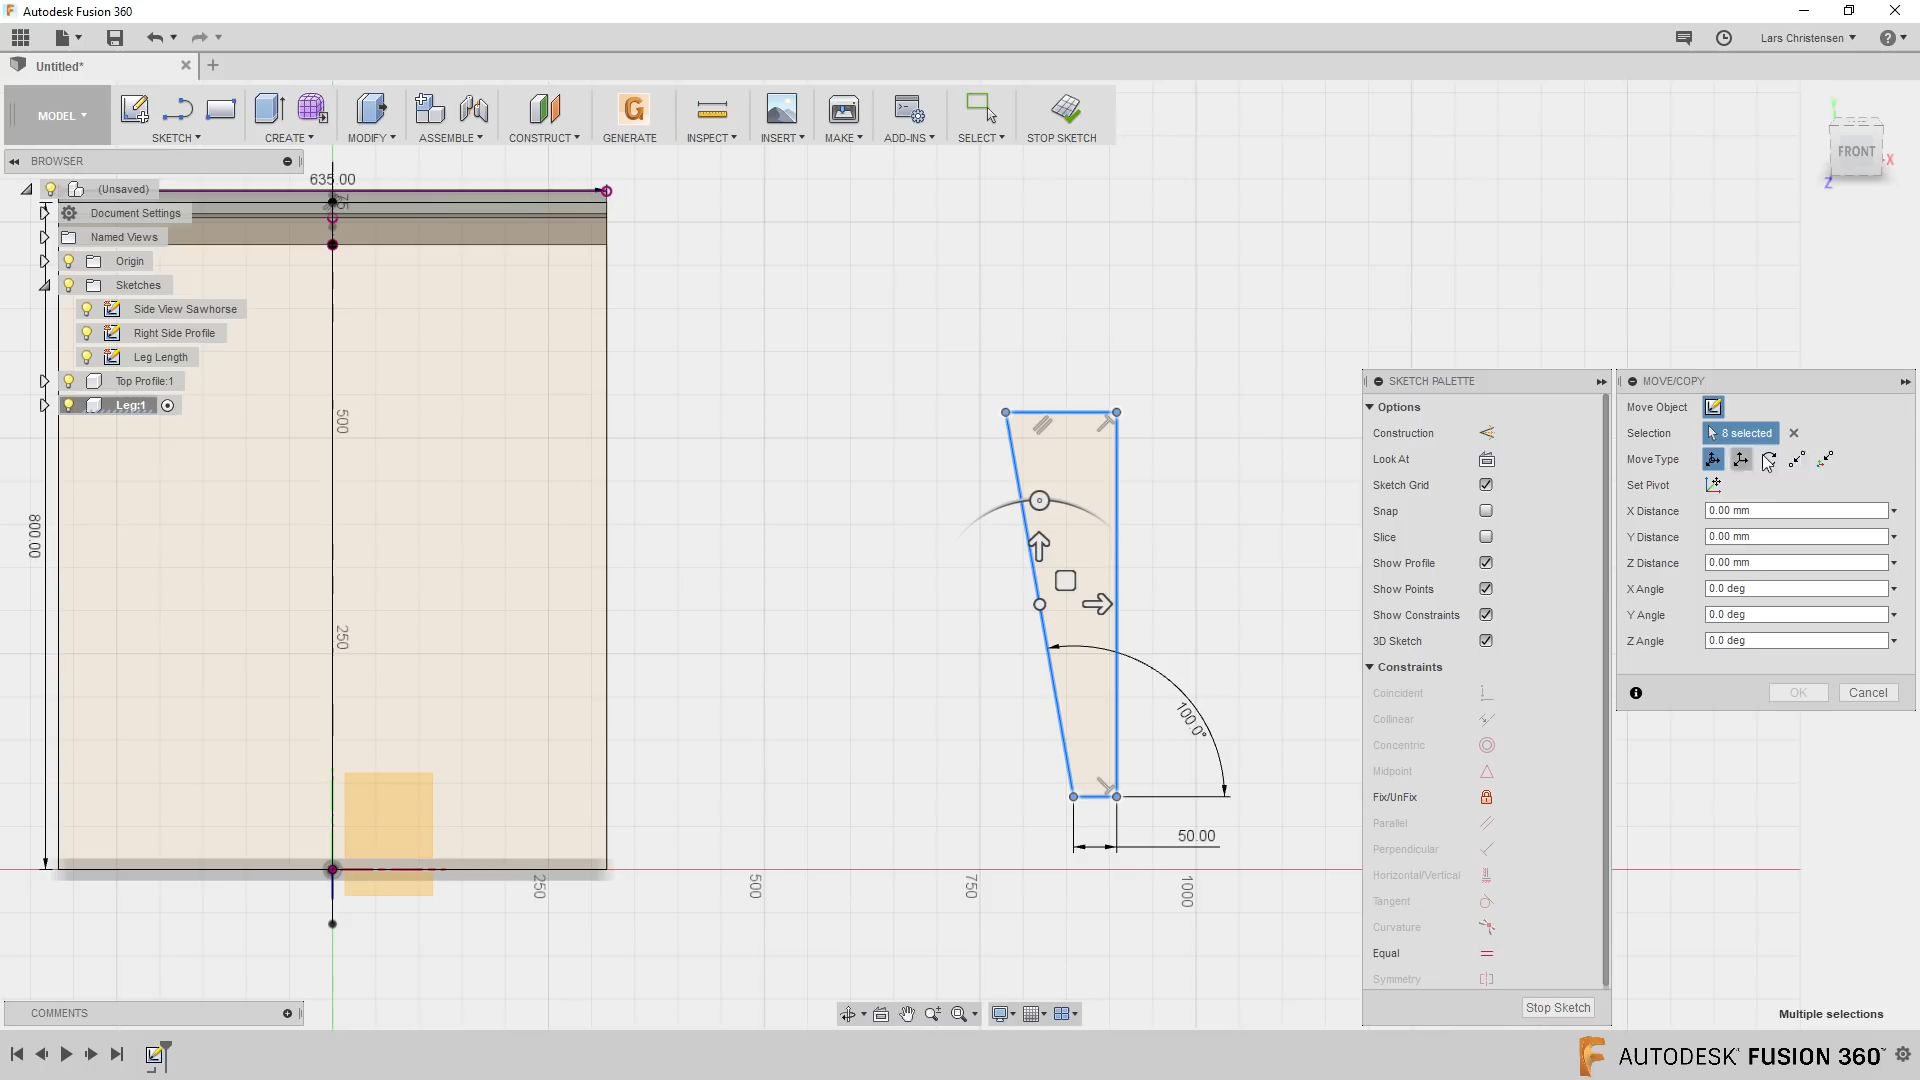 Autodesk Fusion 360
Lars Christensen
Untitled*
MODEL
SKETCH
CREATE
MODIFY
ASSEMBLE
CONSTRUCT
GENERATE
INSPECT
INSERT
MAKE
ADD-INS
SELECT
STOP SKETCH
BROWSER
(Unsaved)
Document Settings
Named Views
Origin
Sketches
Side View Sawhorse
Right Side Profile
Leg Length
Top Profile:1
Leg:1
635.00
75
500
250
800.00
250
500
750
1000
100.0°
50.00
FRONT
X
Z
SKETCH PALETTE
Options
Construction
Look At
Sketch Grid
Snap
Slice
Show Profile
Show Points
Show Constraints
3D Sketch
Constraints
Coincident
Collinear
Concentric
Midpoint
Fix/UnFix
Parallel
Perpendicular
Horizontal/Vertical
Tangent
Curvature
Equal
Symmetry
Stop Sketch
MOVE/COPY
Move Object
Selection 8 selected
Move Type
Set Pivot
X Distance 0.00 mm
Y Distance 0.00 mm
Z Distance 0.00 mm
X Angle 0.0 deg
Y Angle 0.0 deg
Z Angle 0.0 deg
OK Cancel
COMMENTS
Multiple selections
AUTODESK® FUSION 360™